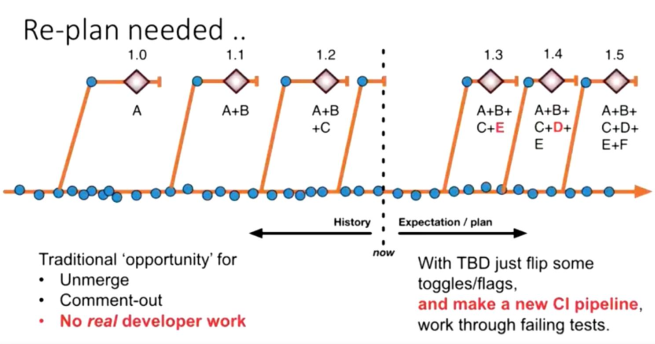 Re-plan needed ..
1.0
1.1
1.2
1.3
1.4
1.5
A
A+B
A+B
+C
A+B+
C+E
A+B+
C+D+
E
A+B+
C+D+
E+F
History
Expectation / plan
now
Traditional ‘opportunity’ for
• Unmerge
• Comment-out
• No real developer work
With TBD just flip some
toggles/flags,
and make a new CI pipeline,
work through failing tests.